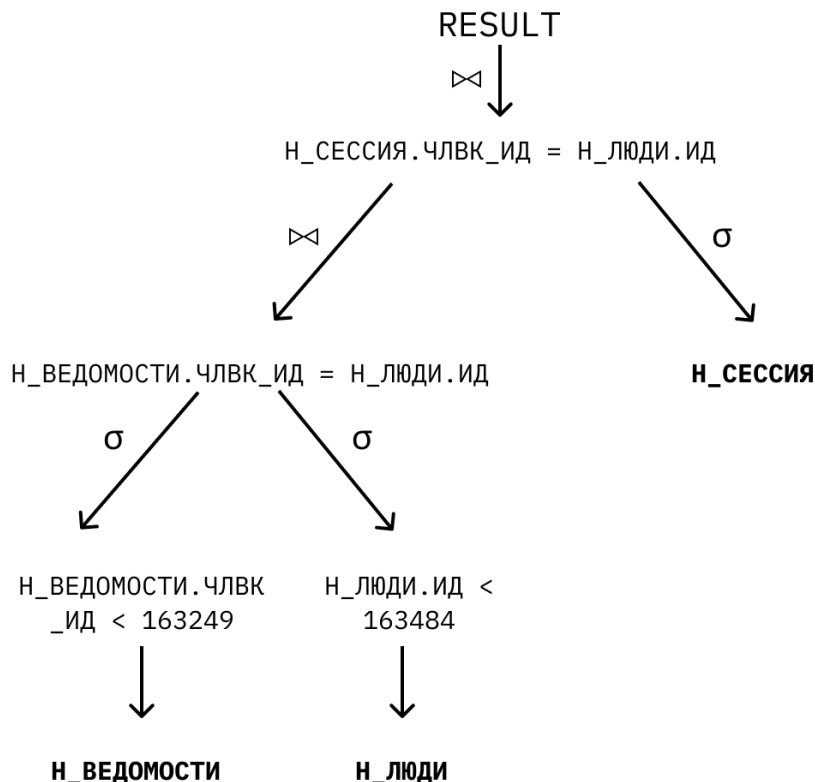 RESULT
⋈
Н_СЕССИЯ.ЧЛВК_ИД = Н_ЛЮДИ.ИД
⋈
σ
Н_ВЕДОМОСТИ.ЧЛВК_ИД = Н_ЛЮДИ.ИД
Н_СЕССИЯ
σ
σ
Н_ВЕДОМОСТИ.ЧЛВК
_ИД < 163249
Н_ЛЮДИ.ИД <
163484
Н_ВЕДОМОСТИ
Н_ЛЮДИ